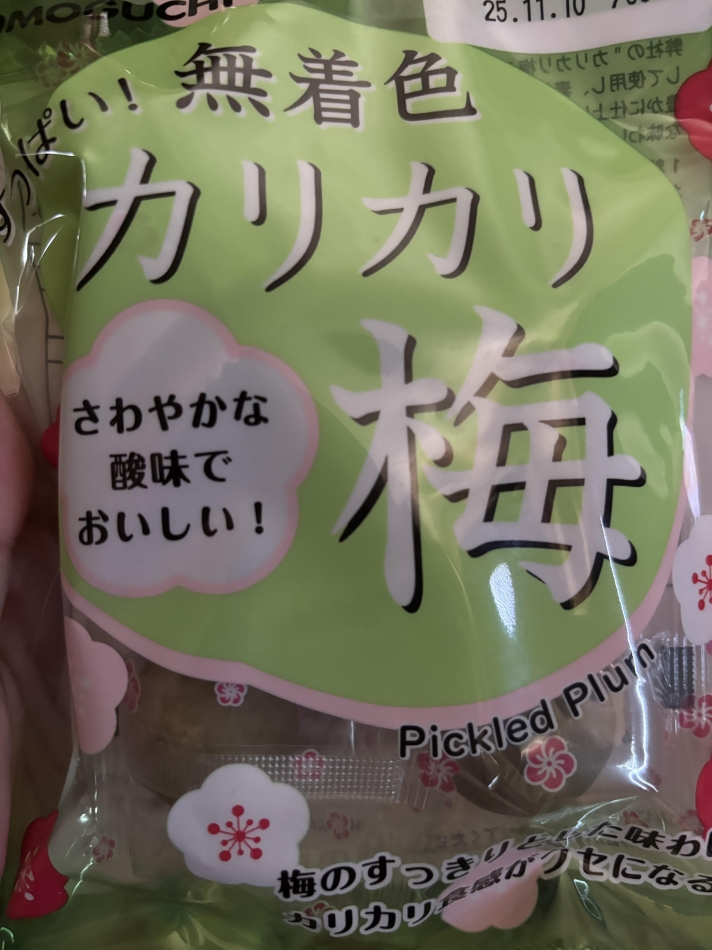 OMOGUCHI
25.11.10
すっぱい！
無着色
カリカリ
梅
さわやかな
酸味で
おいしい！
Pickled Plum
梅のすっきりとした味わ
カリカリ食感がクセになる